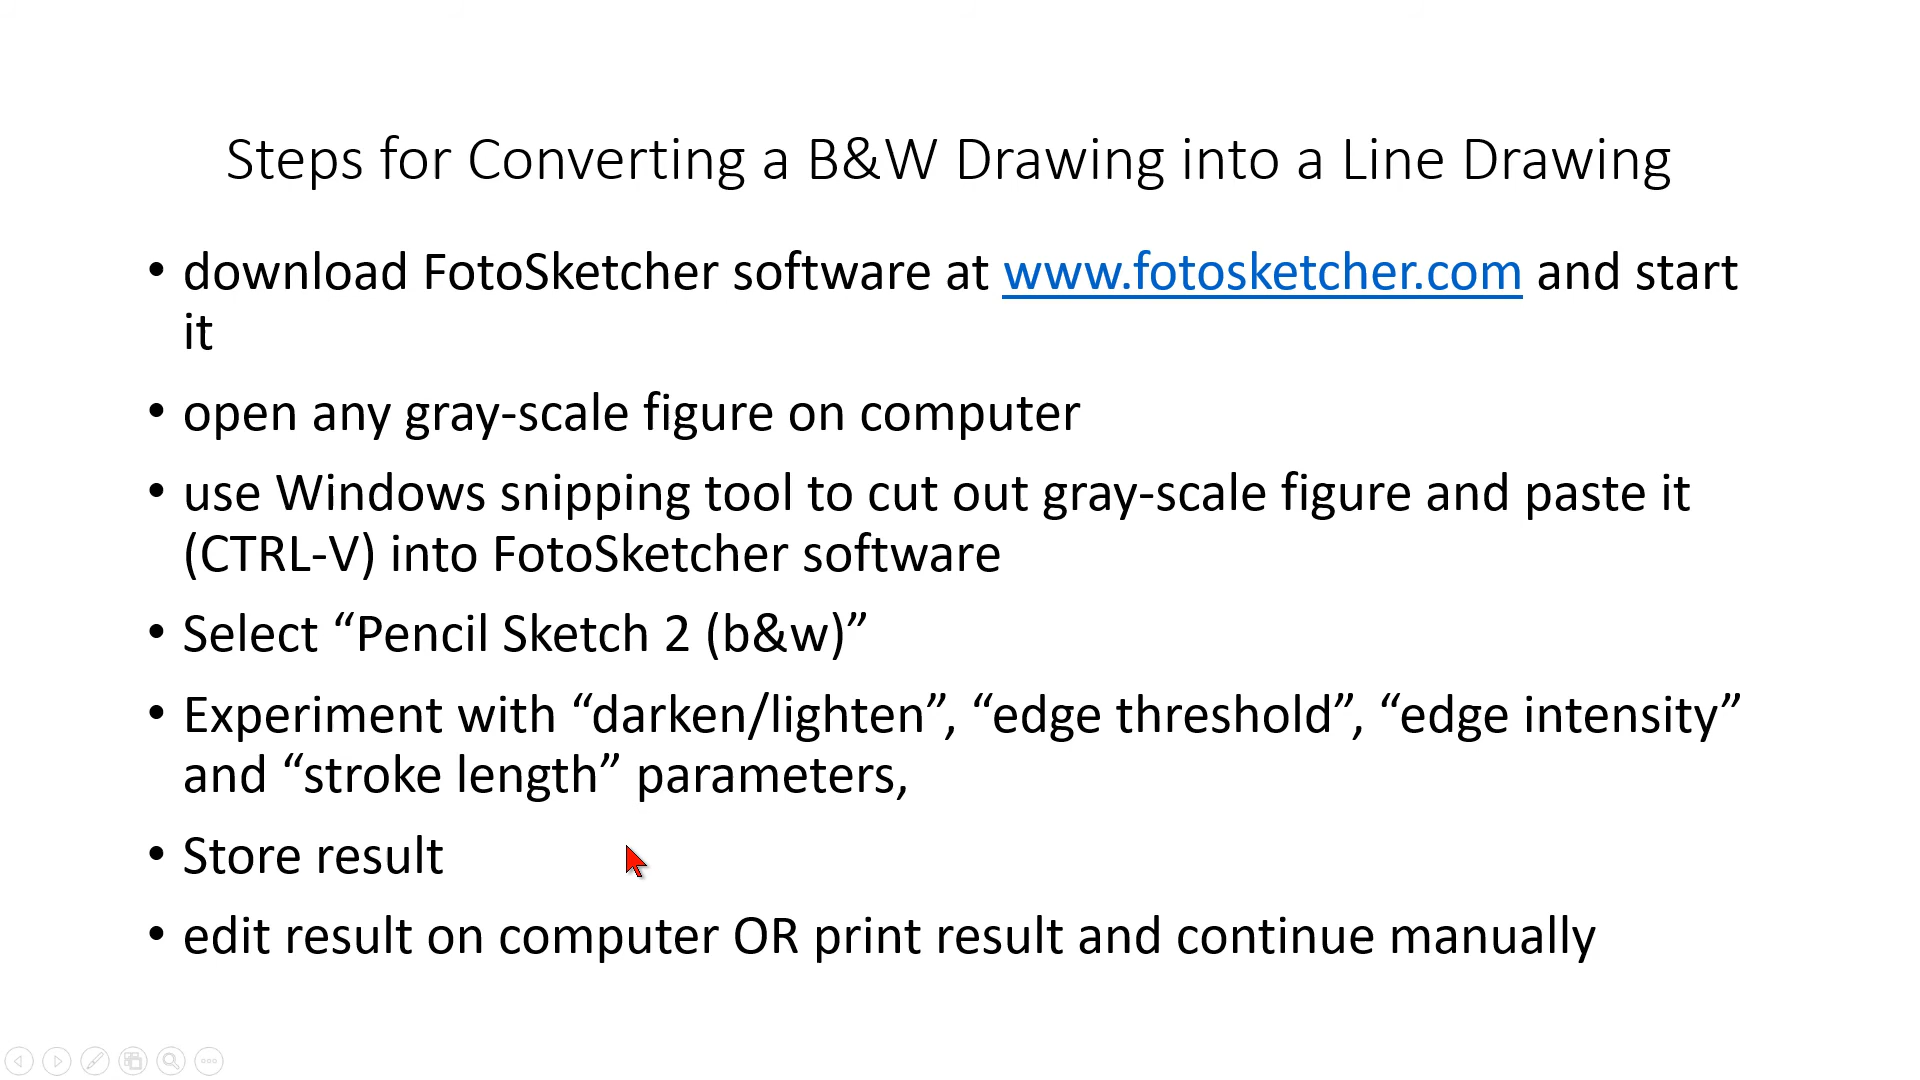 Steps for Converting a B&W Drawing into a Line Drawing
• download FotoSketcher software at www.fotosketcher.com and start
it
• open any gray-scale figure on computer
• use Windows snipping tool to cut out gray-scale figure and paste it
(CTRL-V) into FotoSketcher software
• Select “Pencil Sketch 2 (b&w)”
• Experiment with “darken/lighten”, “edge threshold”, “edge intensity”
and “stroke length” parameters,
• Store result
• edit result on computer OR print result and continue manually